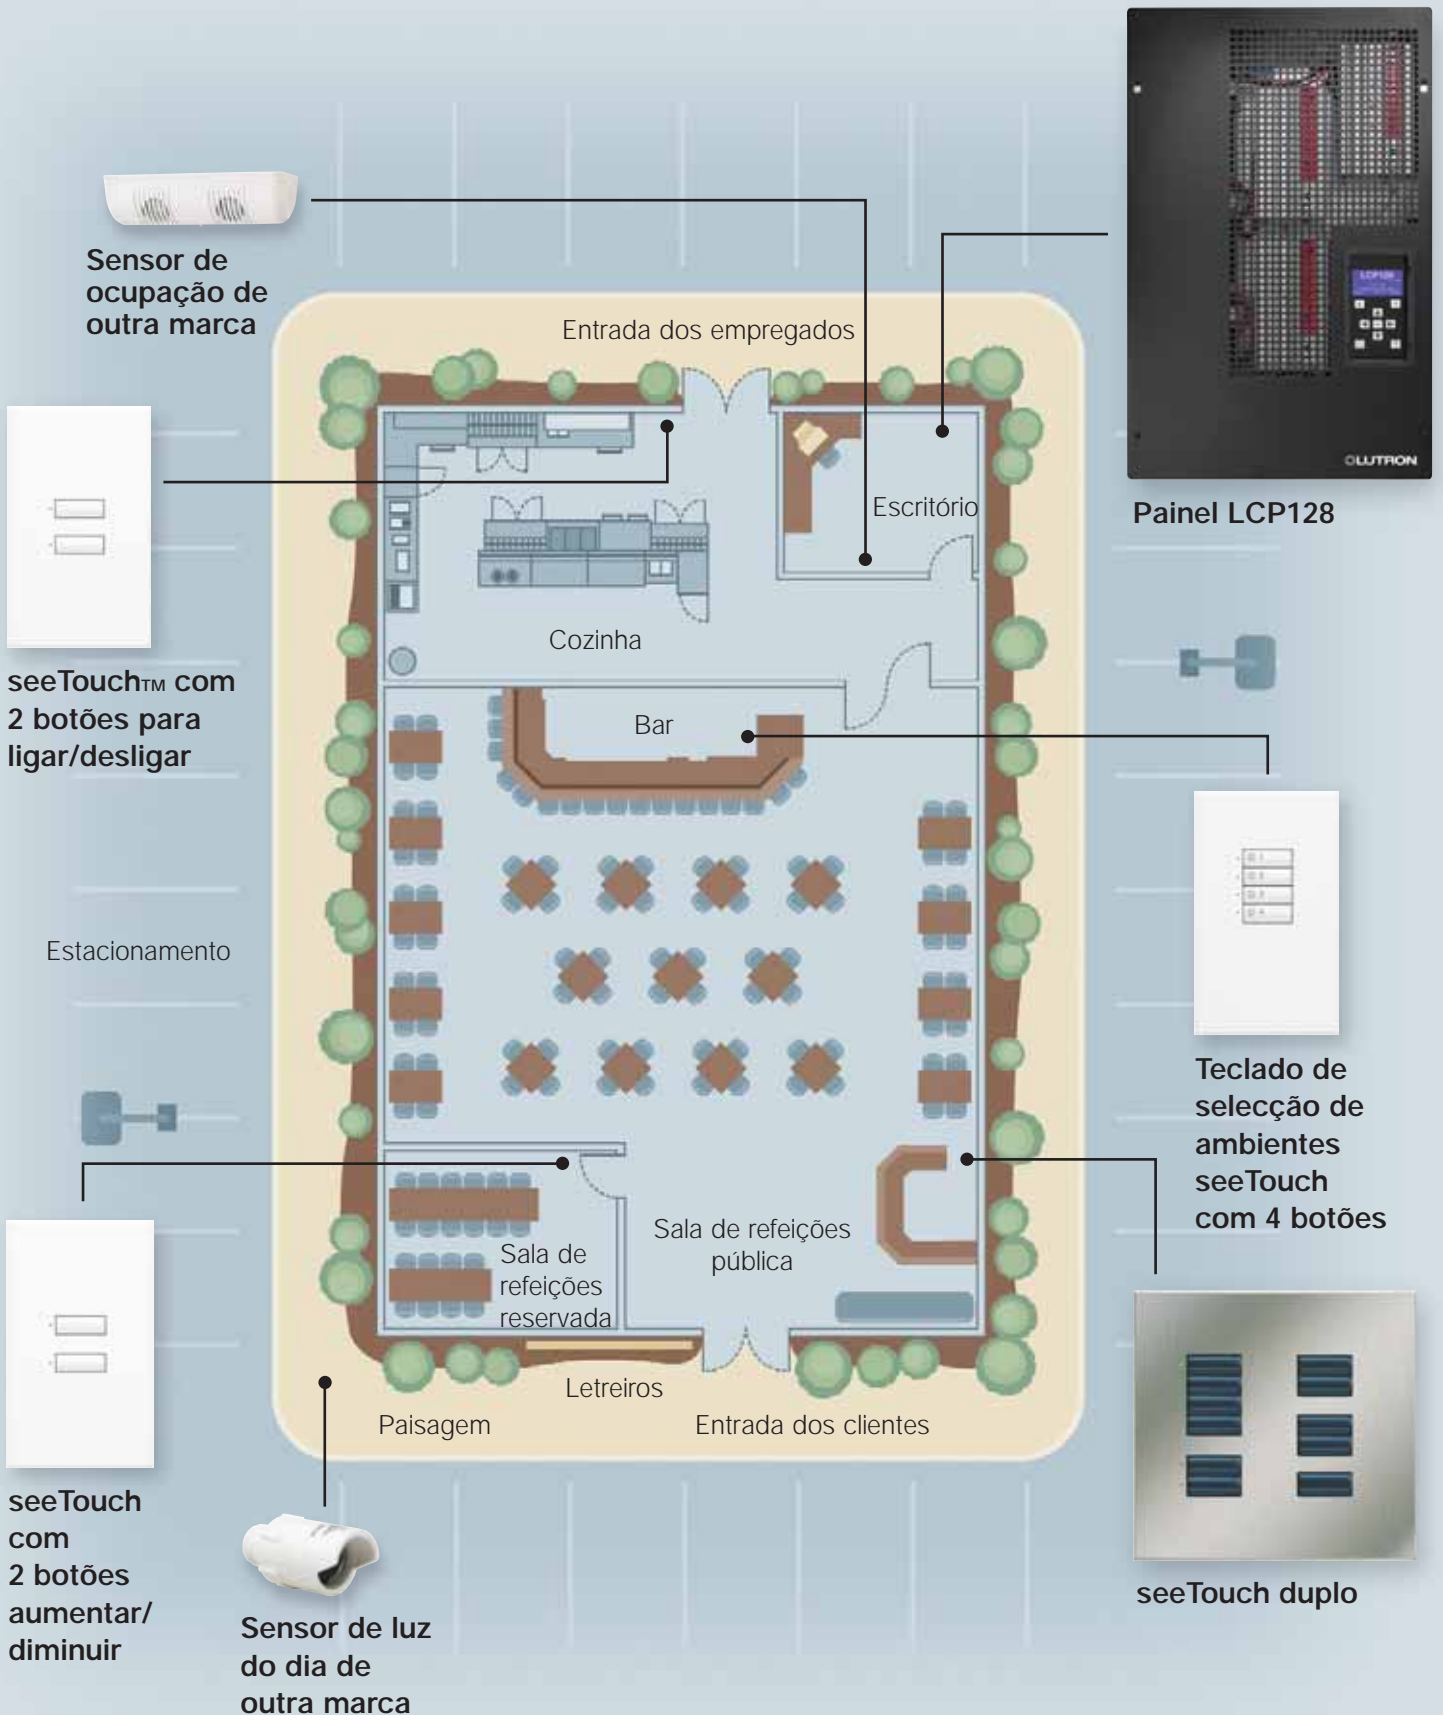 LCP128
LUTRON
Painel LCP128
Sensor de
ocupação de
outra marca
Entrada dos empregados
Escritório
seeTouch™ com
2 botões para
ligar/desligar
Cozinha
Bar
Estacionamento
Teclado de
selecção de
ambientes
seeTouch
com 4 botões
Sala de refeições
pública
Sala de
refeições
reservada
Letreiros
Paisagem
Entrada dos clientes
seeTouch
com
2 botões
aumentar/
diminuir
Sensor de luz
do dia de
outra marca
seeTouch duplo